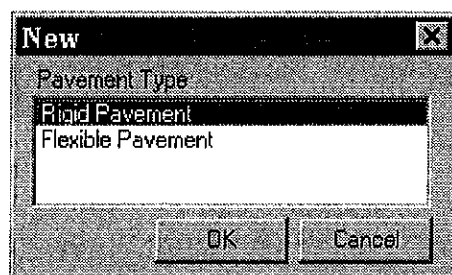 New
Pavement Type
Rigid Pavement
Flexible Pavement
OK
Cancel